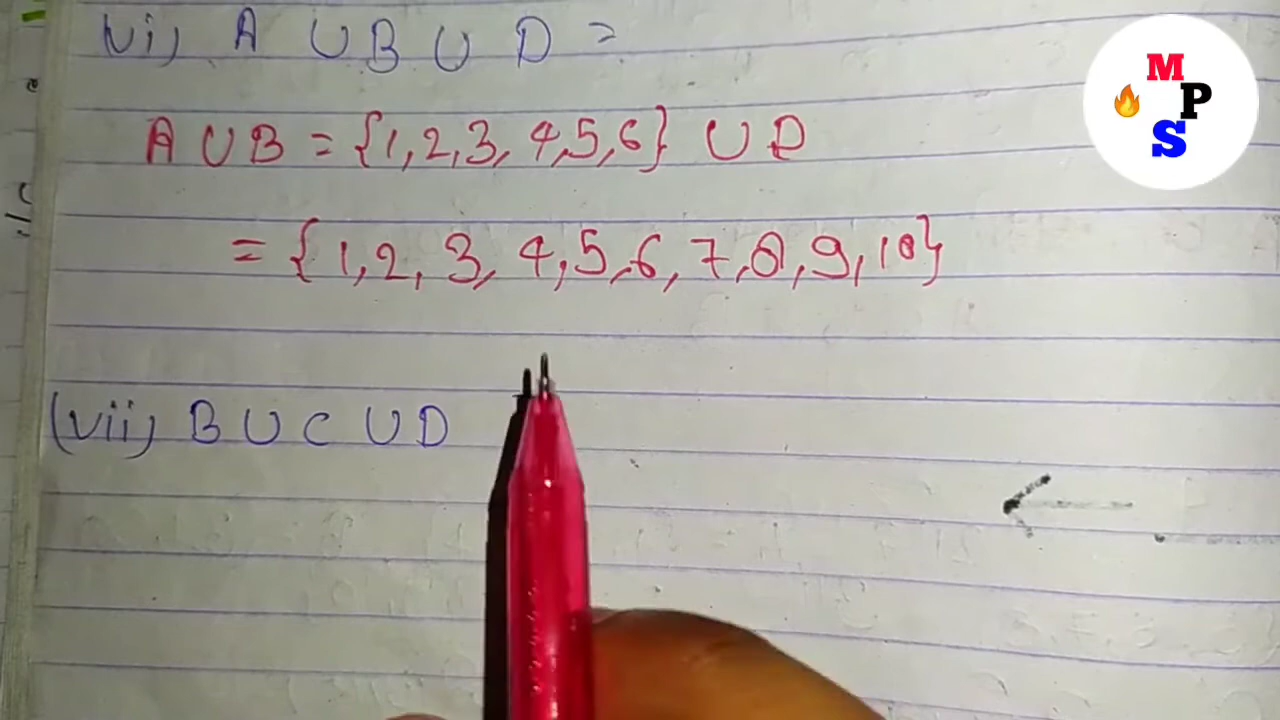 (vi) A ∪ B ∪ D =
A ∪ B = {1,2,3, 4,5,6} ∪ D
= {1,2, 3, 4,5,6,7,8,9,10}
(vii) B ∪ C ∪ D
M
P
S